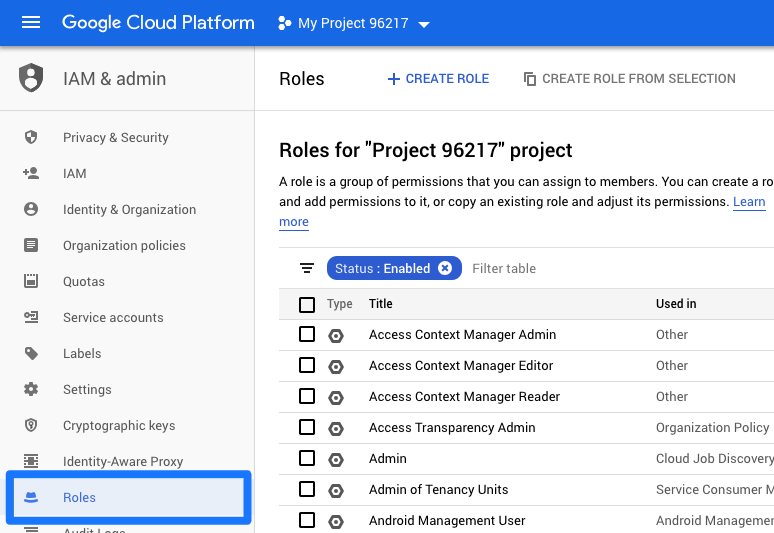 Google Cloud Platform My Project 96217
IAM & admin
Roles CREATE ROLE CREATE ROLE FROM SELECTION
Privacy & Security
IAM
Identity & Organization
Organization policies
Quotas
Service accounts
Labels
Settings
Cryptographic keys
Identity-Aware Proxy
Roles
Audit Logs
Roles for "Project 96217" project
A role is a group of permissions that you can assign to members. You can create a ro
and add permissions to it, or copy an existing role and adjust its permissions. Learn
more
Status : Enabled Filter table
Type Title Used in
Access Context Manager Admin Other
Access Context Manager Editor Other
Access Context Manager Reader Other
Access Transparency Admin Organization Policy
Admin Cloud Job Discovery
Admin of Tenancy Units Service Consumer M
Android Management User Android Managemen